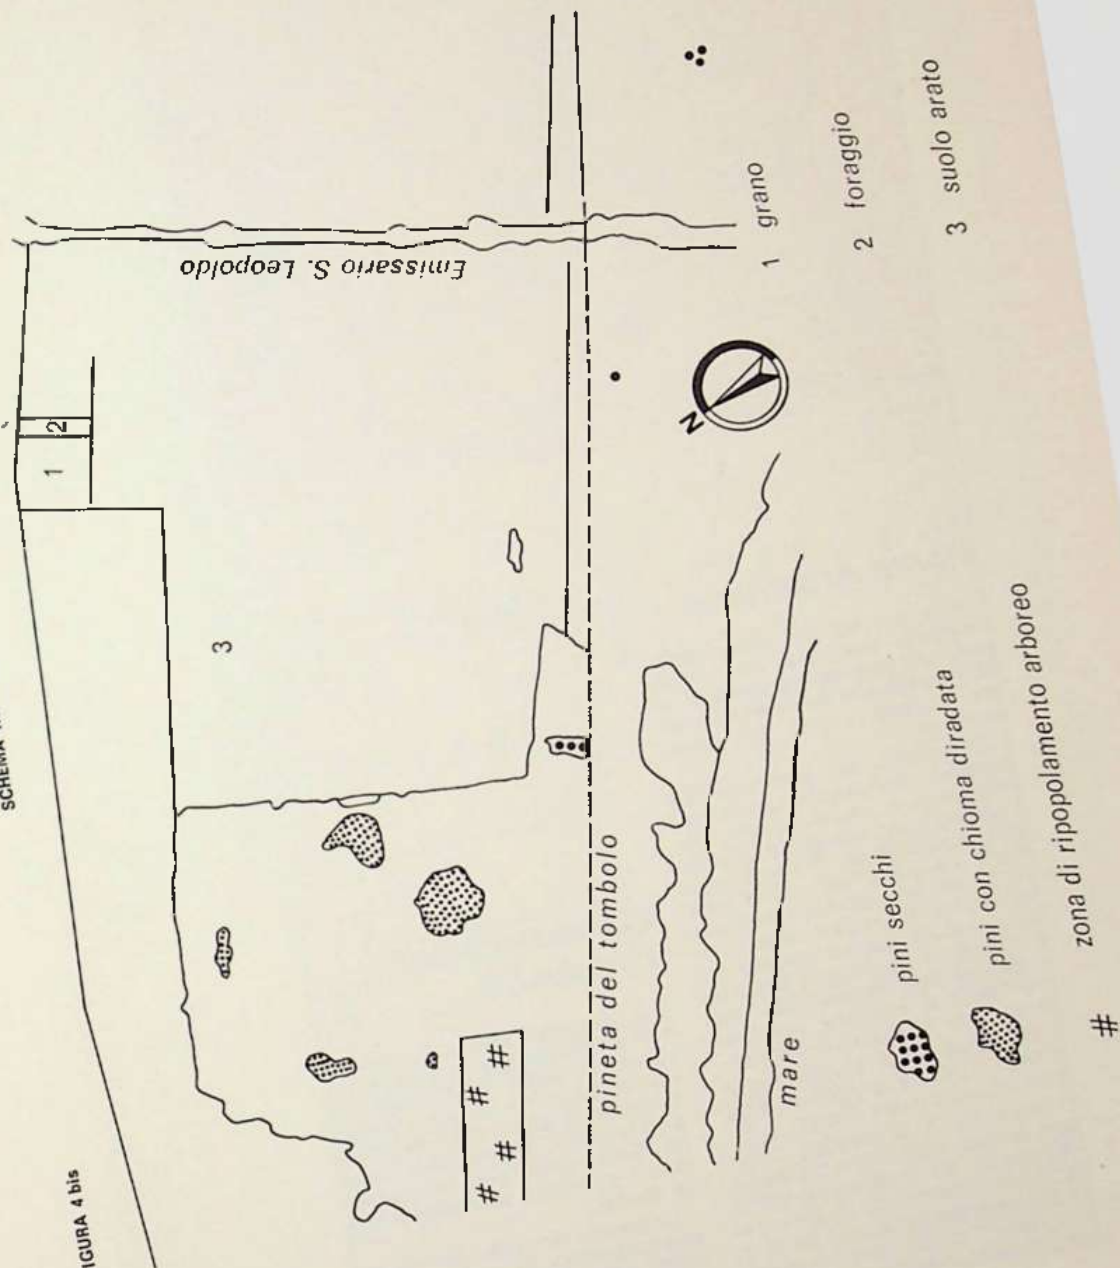 IGURA 4 bis
SCHEMA
1
2
3
Emissario S. Leopoldo
N
pineta del tombolo
mare
1 grano
2 foraggio
3 suolo arato
pini secchi
pini con chioma diradata
# zona di ripopolamento arboreo
# # # #